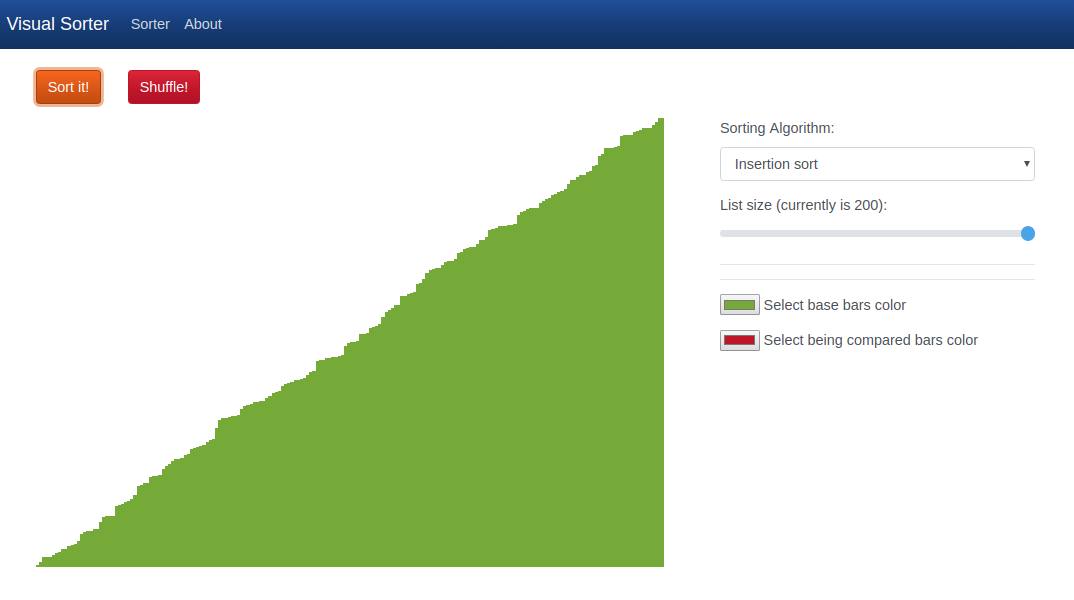 Visual Sorter Sorter About
Sort it! Shuffle!
Sorting Algorithm:
Insertion sort
List size (currently is 200):
Select base bars color
Select being compared bars color